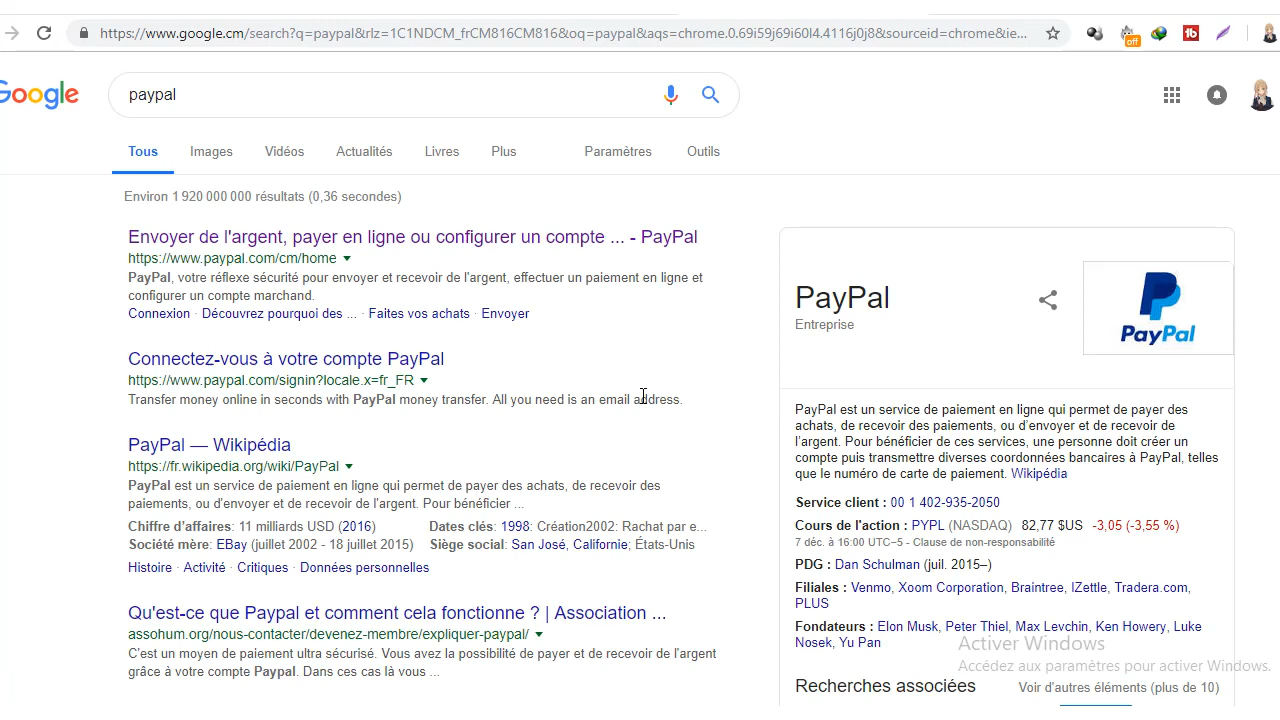 https://www.google.cm/search?q=paypal&rlz=1C1NDCM_frCM816CM816&oq=paypal&aqs=chrome.0.69i59j69i60l4.4116j0j8&sourceid=chrome&ie...
off
Google
paypal
Tous Images Vidéos Actualités Livres Plus Paramètres Outils
Environ 1 920 000 000 résultats (0,36 secondes)
Envoyer de l'argent, payer en ligne ou configurer un compte ... - PayPal
https://www.paypal.com/cm/home
PayPal, votre réflexe sécurité pour envoyer et recevoir de l'argent, effectuer un paiement en ligne et
configurer un compte marchand.
Connexion · Découvrez pourquoi des ... · Faites vos achats · Envoyer
Connectez-vous à votre compte PayPal
https://www.paypal.com/signin?locale.x=fr_FR
Transfer money online in seconds with PayPal money transfer. All you need is an email address.
PayPal — Wikipédia
https://fr.wikipedia.org/wiki/PayPal
PayPal est un service de paiement en ligne qui permet de payer des achats, de recevoir des
paiements, ou d'envoyer et de recevoir de l'argent. Pour bénéficier ...
Chiffre d'affaires: 11 milliards USD (2016) Dates clés: 1998: Création2002: Rachat par e...
Société mère: EBay (juillet 2002 - 18 juillet 2015) Siège social: San José, Californie; États-Unis
Histoire · Activité · Critiques · Données personnelles
Qu'est-ce que Paypal et comment cela fonctionne ? | Association ...
assohum.org/nous-contacter/devenez-membre/expliquer-paypal/
C'est un moyen de paiement ultra sécurisé. Vous avez la possibilité de payer et de recevoir de l'argent
grâce à votre compte Paypal. Dans ces cas là vous ...
PayPal
Entreprise
PayPal
PayPal est un service de paiement en ligne qui permet de payer des
achats, de recevoir des paiements, ou d'envoyer et de recevoir de
l'argent. Pour bénéficier de ces services, une personne doit créer un
compte puis transmettre diverses coordonnées bancaires à PayPal, telles
que le numéro de carte de paiement. Wikipédia
Service client : 00 1 402-935-2050
Cours de l'action : PYPL (NASDAQ) 82,77 $US -3,05 (-3,55 %)
7 déc. à 16:00 UTC−5 - Clause de non-responsabilité
PDG : Dan Schulman (juil. 2015–)
Filiales : Venmo, Xoom Corporation, Braintree, IZettle, Tradera.com,
PLUS
Fondateurs : Elon Musk, Peter Thiel, Max Levchin, Ken Howery, Luke
Nosek, Yu Pan
Activer Windows
Accédez aux paramètres pour activer Windows.
Recherches associées Voir d'autres éléments (plus de 10)